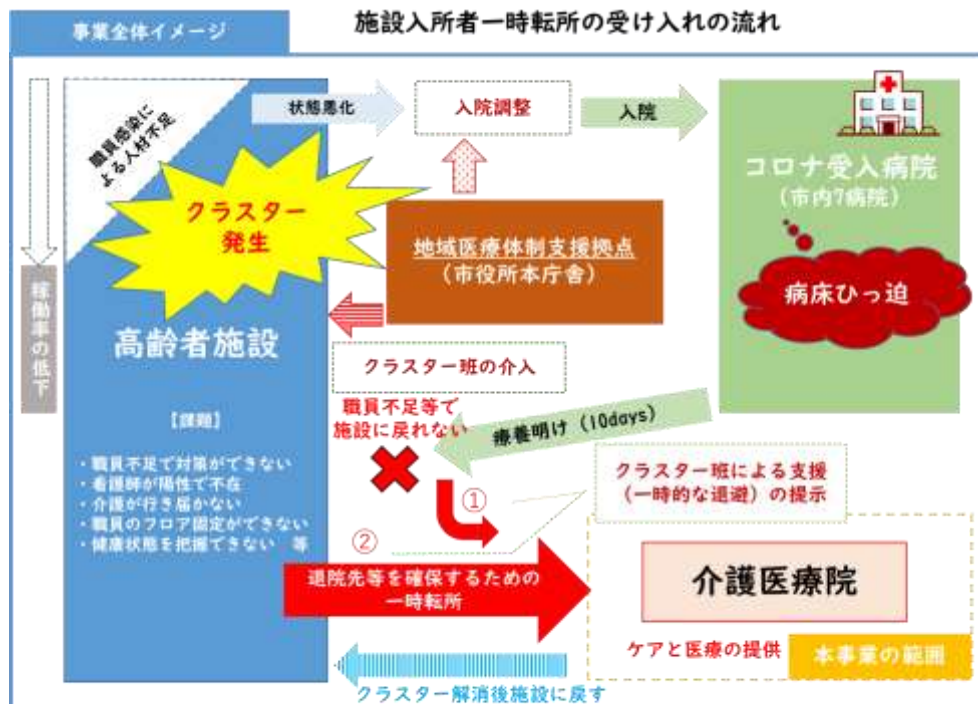 事業全体イメージ
施設入所者一時転所の受け入れの流れ
職員感染に
よる人材不足
状態悪化
入院調整
入院
コロナ受入病院
(市内7病院)
病床ひっ迫
クラスター
発生
地域医療体制支援拠点
(市役所本庁舎)
稼働率の低下
高齢者施設
クラスター班の介入
職員不足等で
施設に戻れない
療養明け(10days)
【課題】
・職員不足で対策ができない
・看護師が陽性で不在
・介護が行き届かない
・職員のフロア固定ができない
・健康状態を把握できない 等
クラスター班による支援
(一時的な退避)の提示
①
②
退院先等を確保するための
一時転所
介護医療院
ケアと医療の提供
本事業の範囲
クラスター解消後施設に戻す